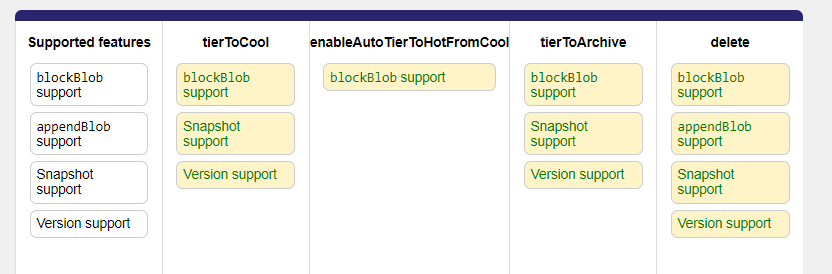 Supported features
tierToCool
enableAutoTierToHotFromCool
tierToArchive
delete
blockBlob
support
appendBlob
support
Snapshot
support
Version support
blockBlob
support
Snapshot
support
Version support
blockBlob support
blockBlob
support
Snapshot
support
Version support
blockBlob
support
appendBlob
support
Snapshot
support
Version support